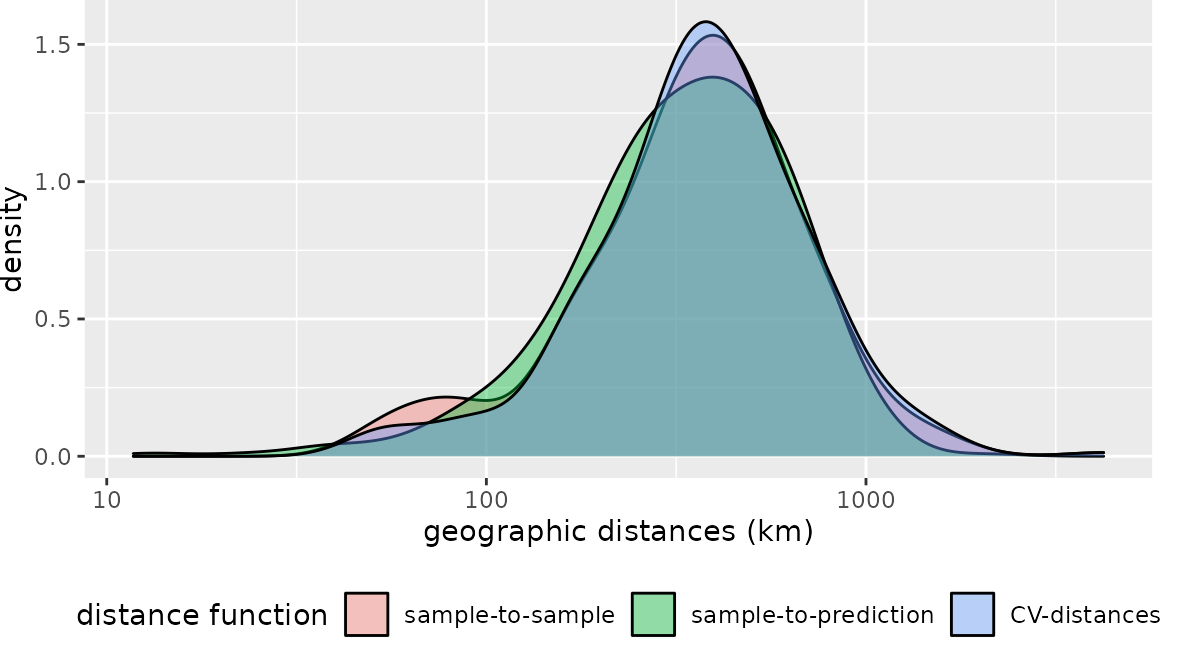 1.5
1.0
0.5
0.0
density
10 100 1000
geographic distances (km)
distance function sample-to-sample sample-to-prediction CV-distances